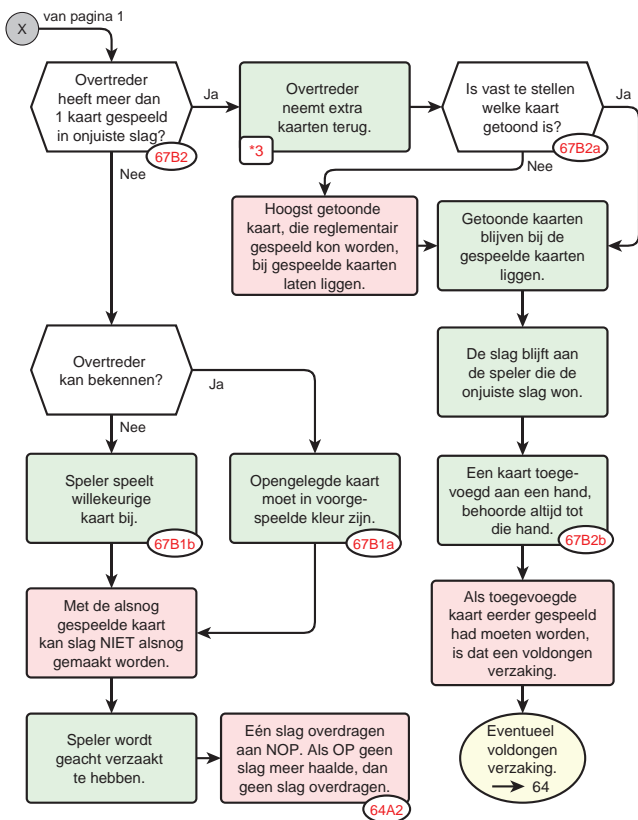 X
van pagina 1
Overtreder
heeft meer dan
1 kaart gespeeld
in onjuiste slag?
67B2
Ja
Nee
Overtreder
neemt extra
kaarten terug.
*3
Is vast te stellen
welke kaart
getoond is?
67B2a
Ja
Nee
Hoogst getoonde
kaart, die reglementair
gespeeld kon worden,
bij gespeelde kaarten
laten liggen.
Getoonde kaarten
blijven bij de
gespeelde kaarten
liggen.
De slag blijft aan
de speler die de
onjuiste slag won.
Een kaart toege-
voegd aan een hand,
behoorde altijd tot
die hand.
67B2b
Als toegevoegde
kaart eerder gespeeld
had moeten worden,
is dat een voldongen
verzaking.
Eventueel
voldongen
verzaking.
64
Overtreder
kan bekennen?
Ja
Nee
Speler speelt
willekeurige
kaart bij.
67B1b
Opengelegde kaart
moet in voorge-
speelde kleur zijn.
67B1a
Met de alsnog
gespeelde kaart
kan slag NIET alsnog
gemaakt worden.
Speler wordt
geacht verzaakt
te hebben.
Eén slag overdragen
aan NOP. Als OP geen
slag meer haalde, dan
geen slag overdragen.
64A2